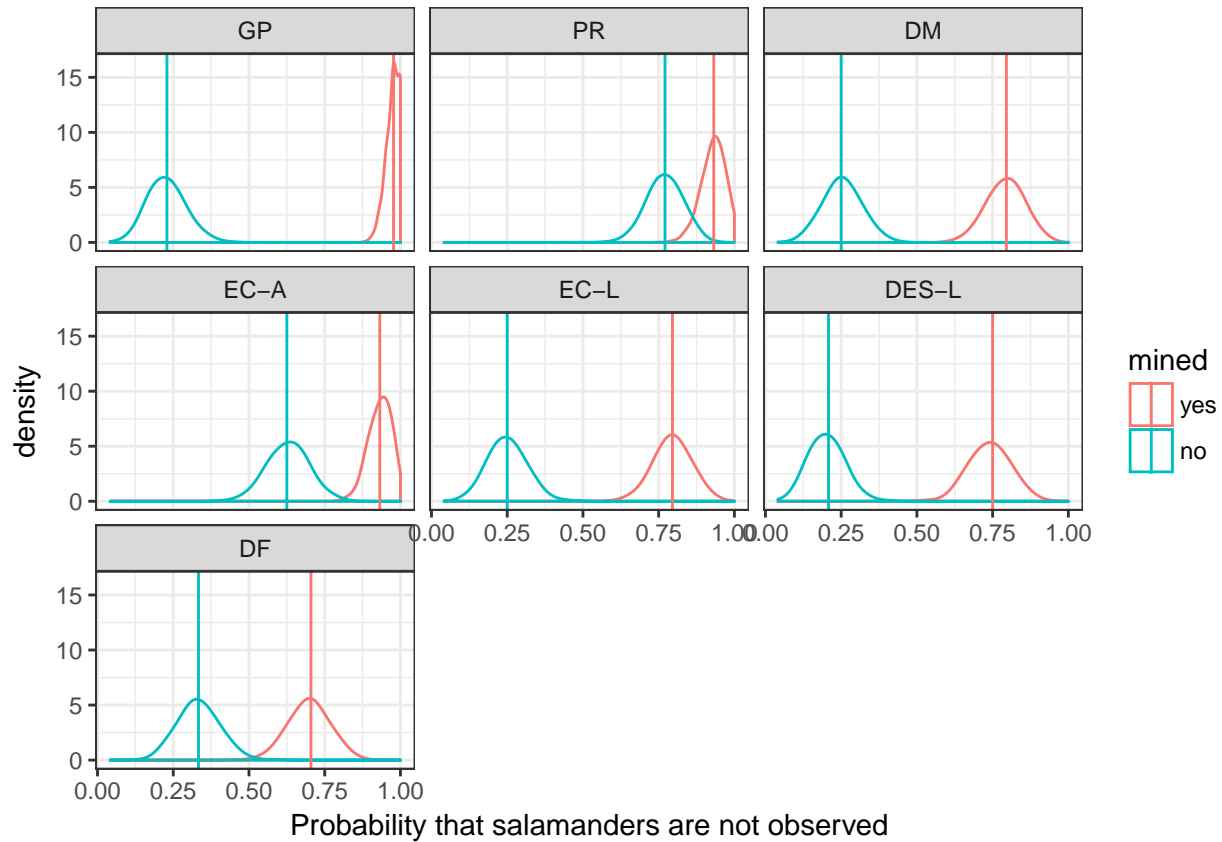 GP PR DM
15
10
5
0
EC−A EC−L DES−L
15
10
5
0
0.00 0.25 0.50 0.75 1.00 0.00 0.25 0.50 0.75 1.00
DF
15
10
5
0
0.00 0.25 0.50 0.75 1.00
Probability that salamanders are not observed
density
mined
yes
no